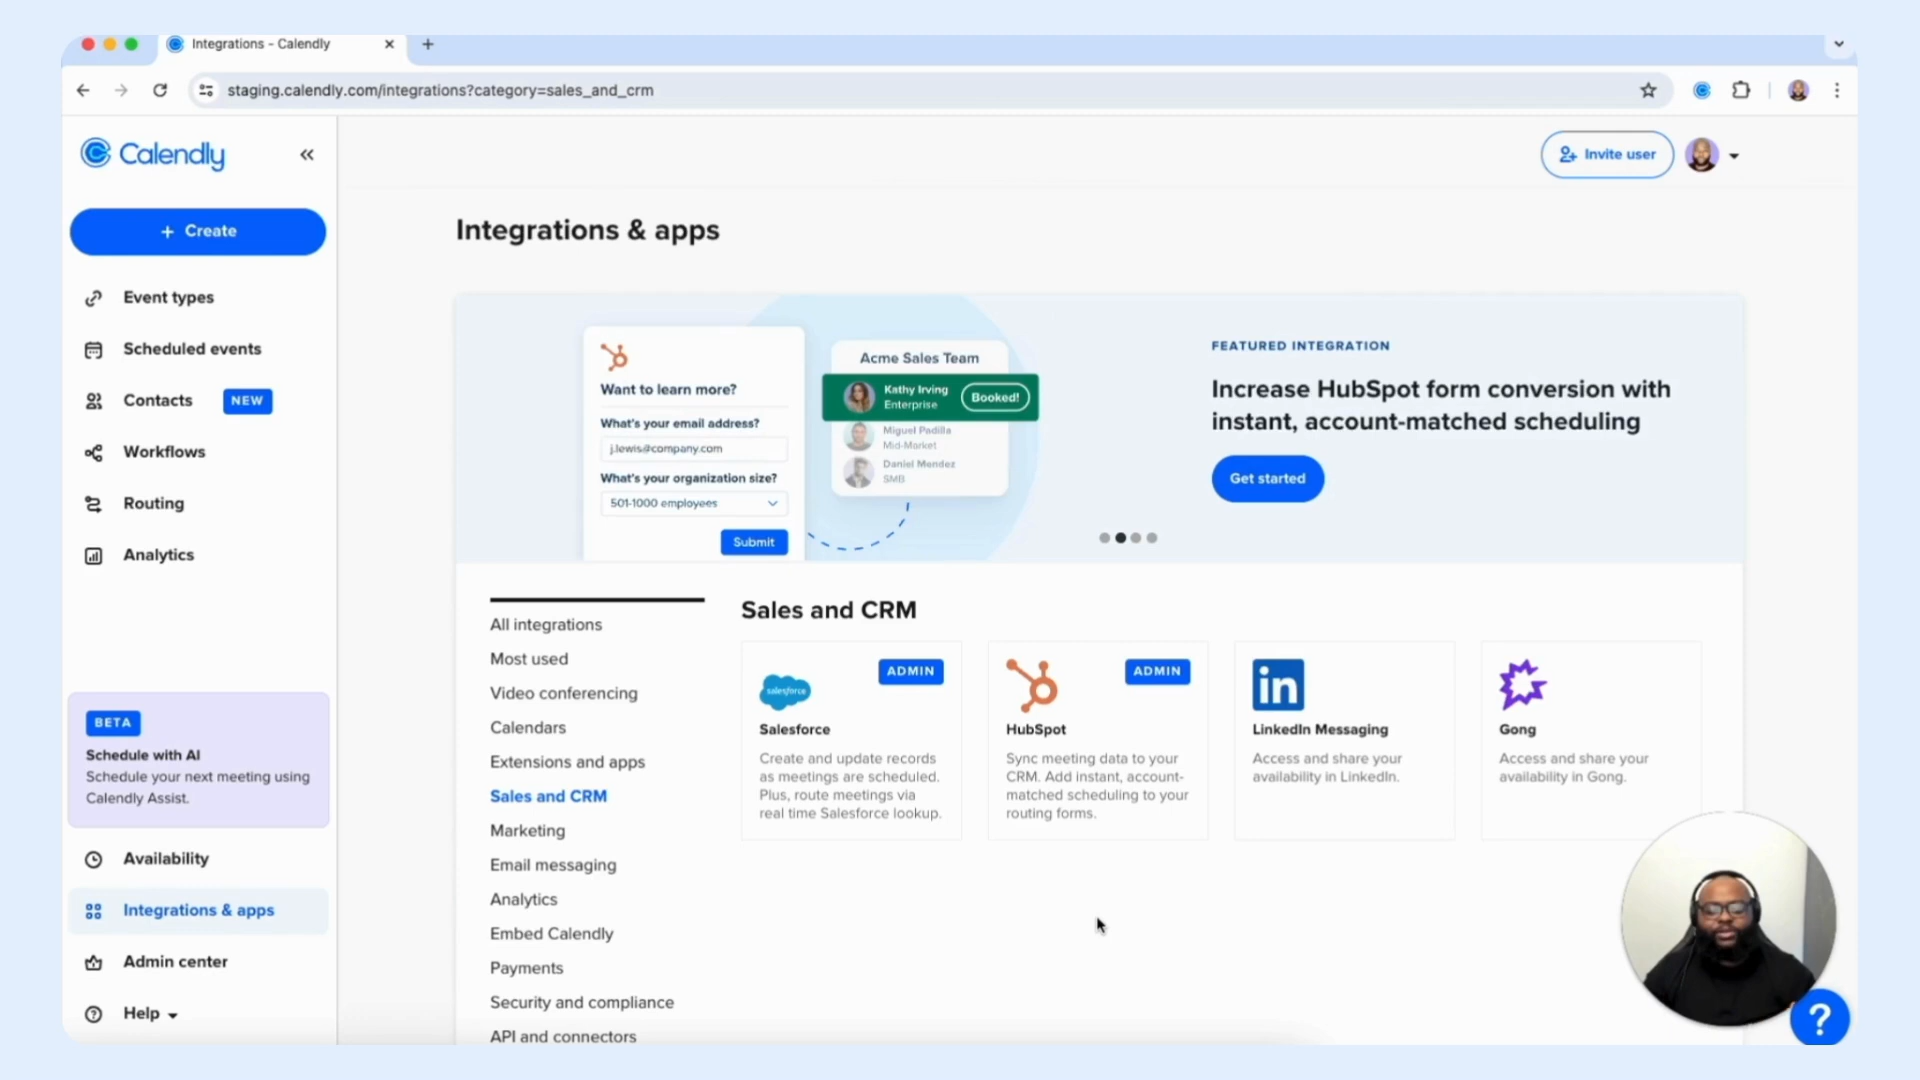 Integrations - Calendly
staging.calendly.com/integrations?category=sales_and_crm
Calendly
Invite user
+ Create
Event types
Scheduled events
Contacts NEW
Workflows
Routing
Analytics
BETA
Schedule with AI
Schedule your next meeting using
Calendly Assist.
Availability
Integrations & apps
Admin center
Help
Integrations & apps
Want to learn more?
What's your email address?
j.lewis@company.com
What's your organization size?
501-1000 employees
Submit
Acme Sales Team
Kathy Irving
Enterprise
Booked!
Miguel Padilla
Mid-Market
Daniel Mendez
SMB
FEATURED INTEGRATION
Increase HubSpot form conversion with
instant, account-matched scheduling
Get started
All integrations
Most used
Video conferencing
Calendars
Extensions and apps
Sales and CRM
Marketing
Email messaging
Analytics
Embed Calendly
Payments
Security and compliance
API and connectors
Sales and CRM
salesforce
ADMIN
Salesforce
Create and update records
as meetings are scheduled.
Plus, route meetings via
real time Salesforce lookup.
ADMIN
HubSpot
Sync meeting data to your
CRM. Add instant, account-
matched scheduling to your
routing forms.
in
LinkedIn Messaging
Access and share your
availability in LinkedIn.
Gong
Access and share your
availability in Gong.
?